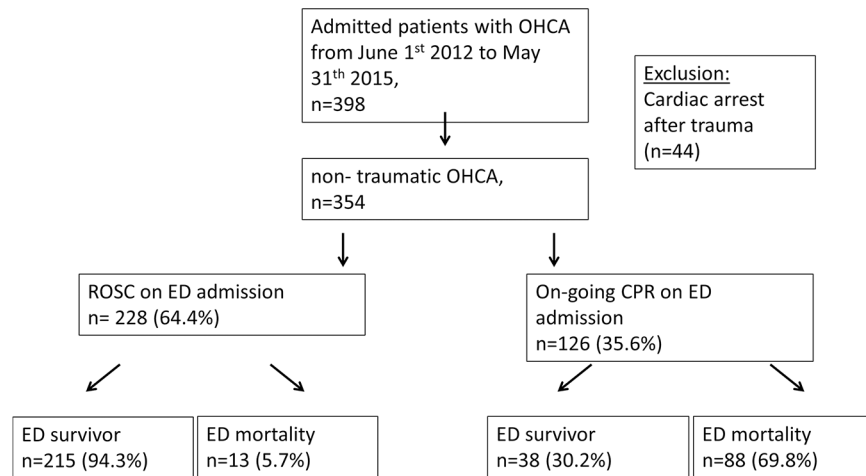 Admitted patients with OHCA
from June 1st 2012 to May
31th 2015,
n=398
Exclusion:
Cardiac arrest
after trauma
(n=44)
non- traumatic OHCA,
n=354
ROSC on ED admission
n= 228 (64.4%)
On-going CPR on ED
admission
n=126 (35.6%)
ED survivor
n=215 (94.3%)
ED mortality
n=13 (5.7%)
ED survivor
n=38 (30.2%)
ED mortality
n=88 (69.8%)